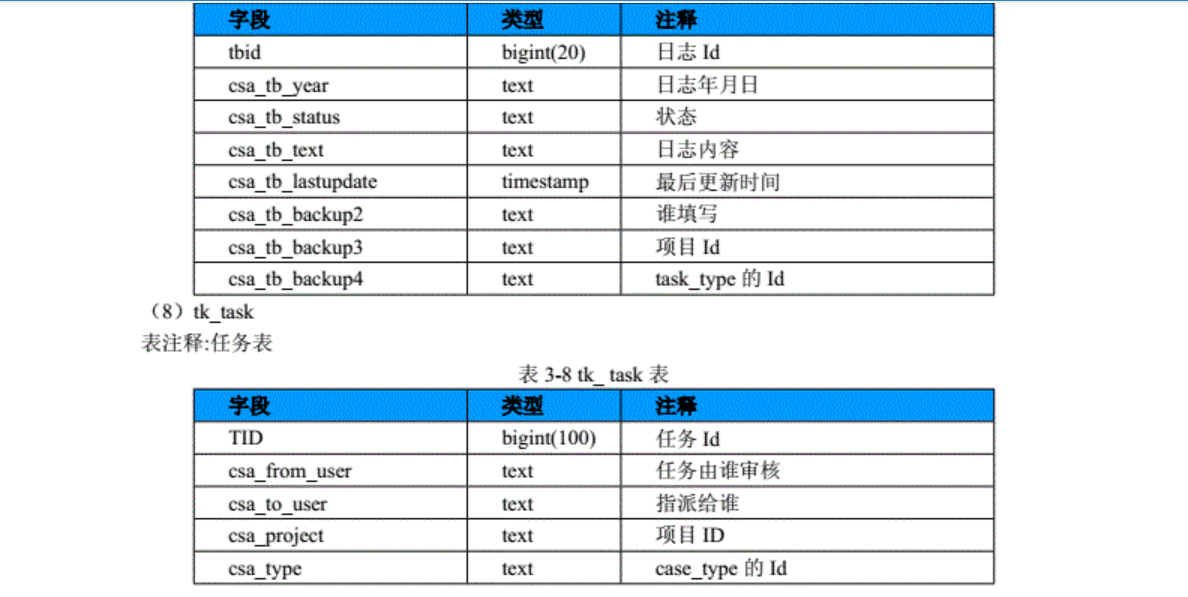 字段 类型 注释
tbid bigint(20) 日志 Id
csa_tb_year text 日志年月日
csa_tb_status text 状态
csa_tb_text text 日志内容
csa_tb_lastupdate timestamp 最后更新时间
csa_tb_backup2 text 谁填写
csa_tb_backup3 text 项目 Id
csa_tb_backup4 text task_type 的 Id
（8）tk_task
表注释:任务表
表 3-8 tk_ task 表
字段 类型 注释
TID bigint(100) 任务 Id
csa_from_user text 任务由谁审核
csa_to_user text 指派给谁
csa_project text 项目 ID
csa_type text case_type 的 Id